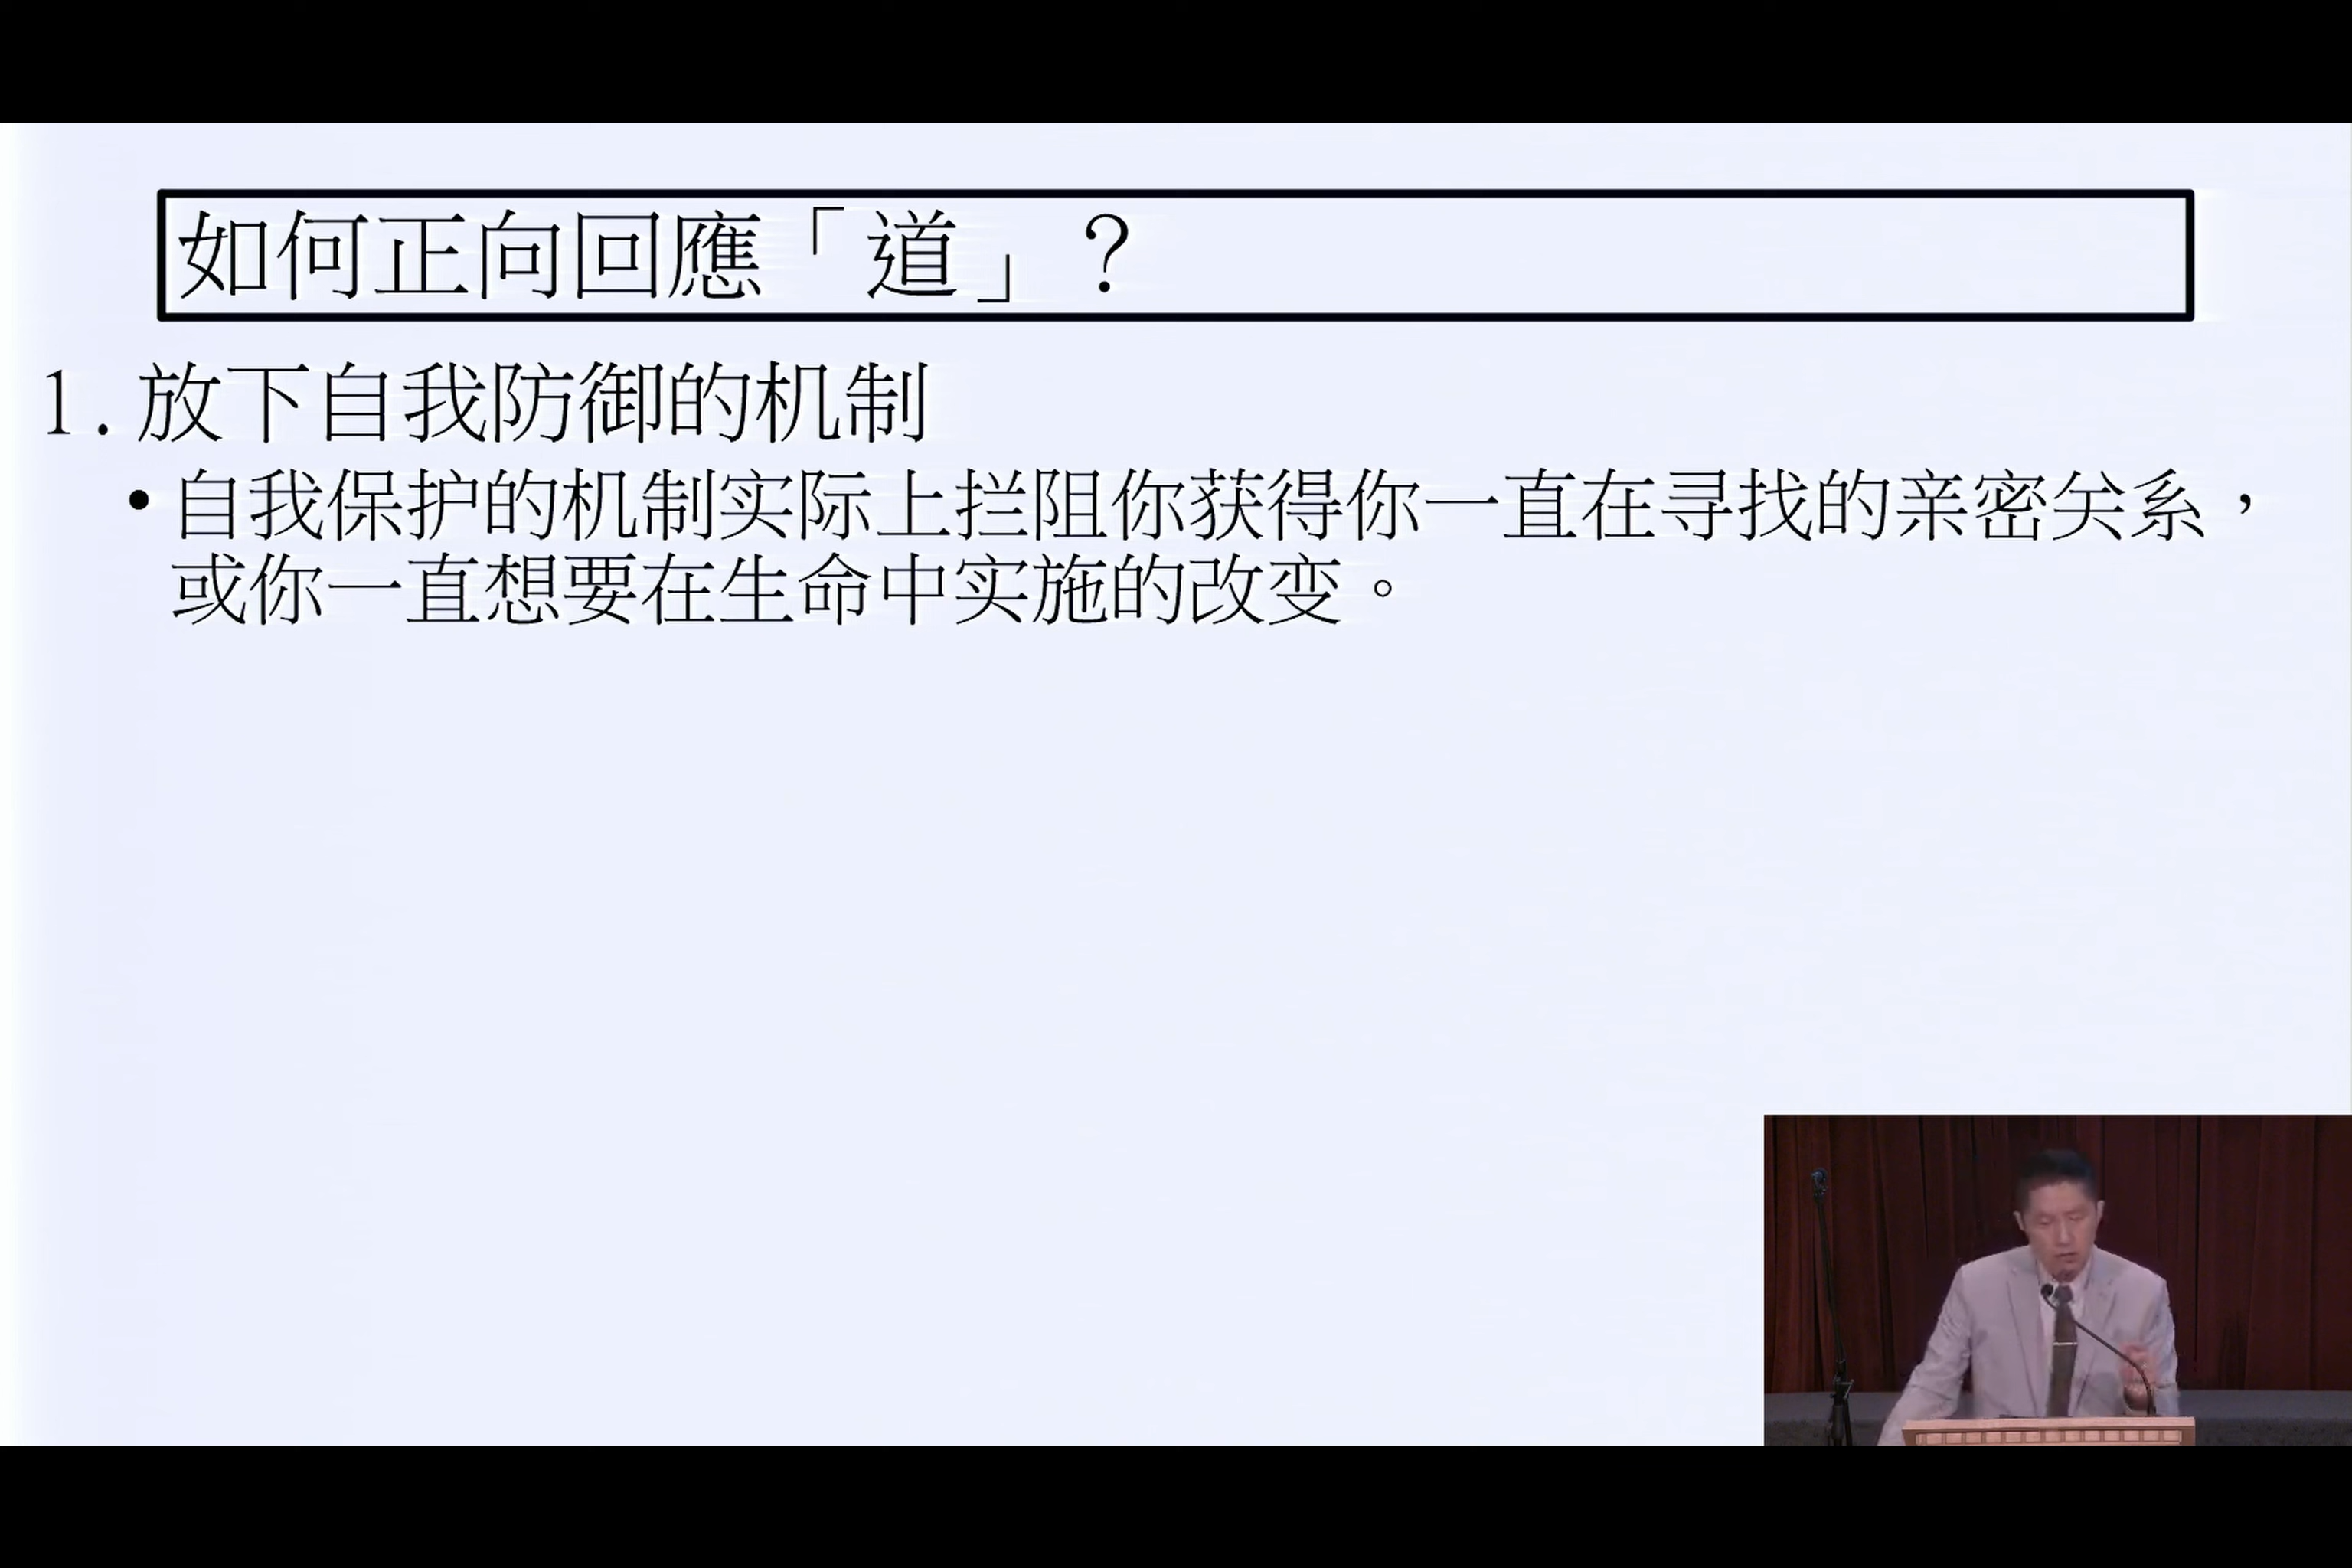 如何正向回應「道」？
1. 放下自我防御的机制
• 自我保护的机制实际上拦阻你获得你一直在寻找的亲密关系，
或你一直想要在生命中实施的改变。